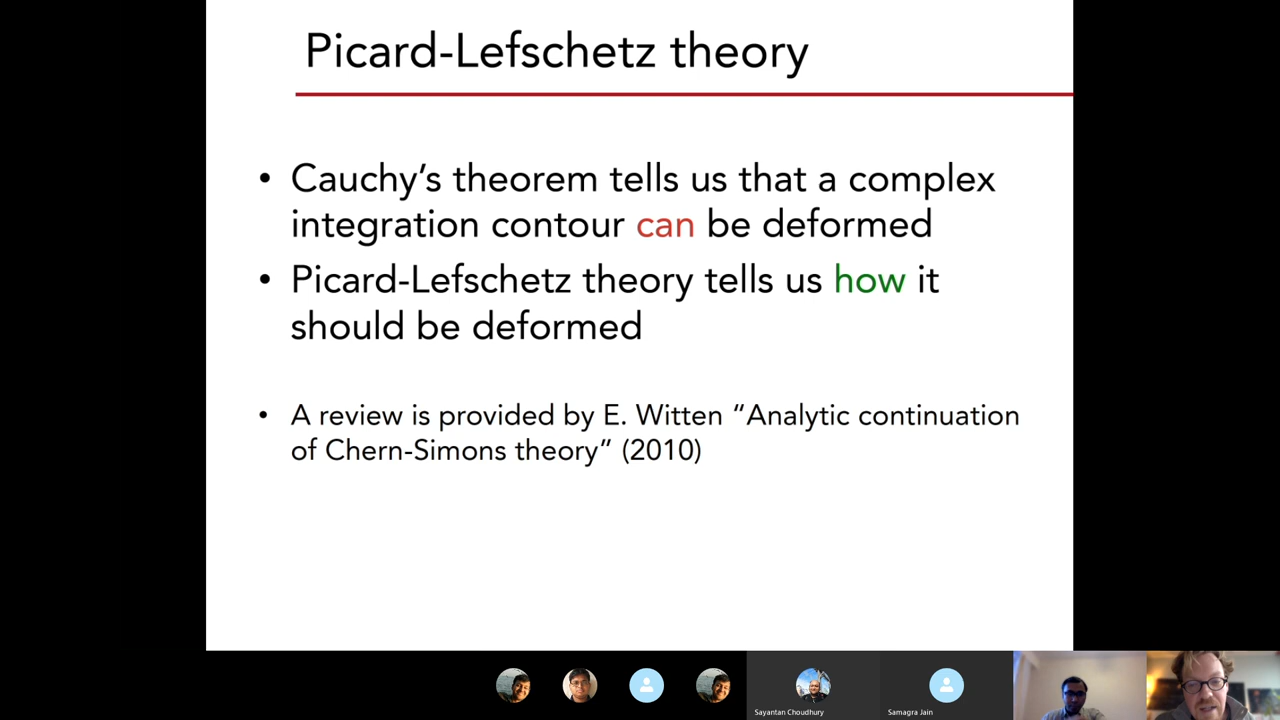 Picard-Lefschetz theory
• Cauchy’s theorem tells us that a complex
integration contour can be deformed
• Picard-Lefschetz theory tells us how it
should be deformed
• A review is provided by E. Witten “Analytic continuation
of Chern-Simons theory” (2010)
Sayantan Choudhury
Samagra Jain